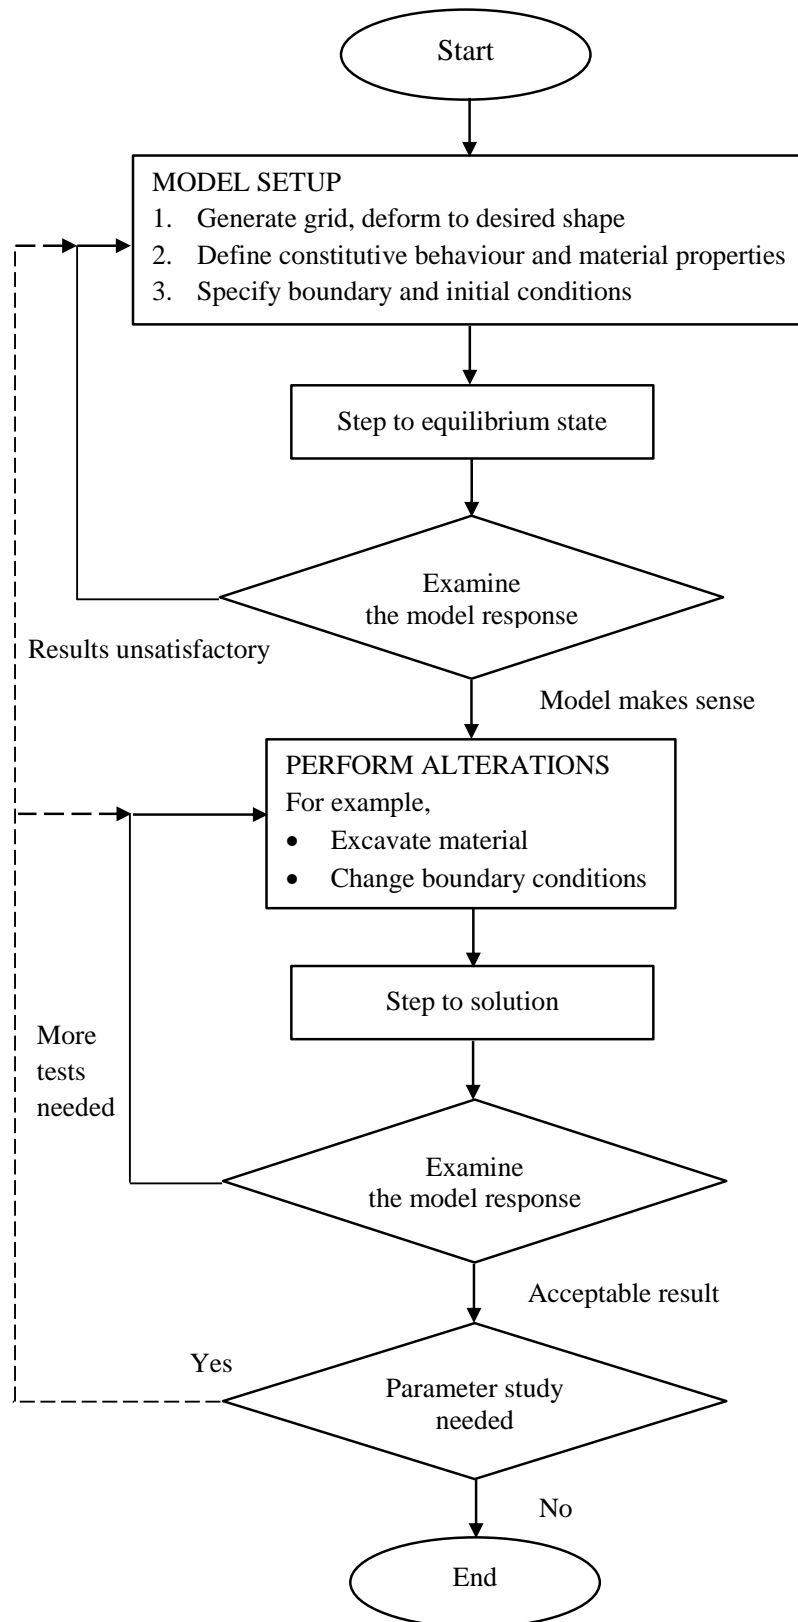 Start
MODEL SETUP
1. Generate grid, deform to desired shape
2. Define constitutive behaviour and material properties
3. Specify boundary and initial conditions
Step to equilibrium state
Examine
the model response
Results unsatisfactory
Model makes sense
PERFORM ALTERATIONS
For example,
• Excavate material
• Change boundary conditions
Step to solution
More
tests
needed
Examine
the model response
Acceptable result
Yes
Parameter study
needed
No
End